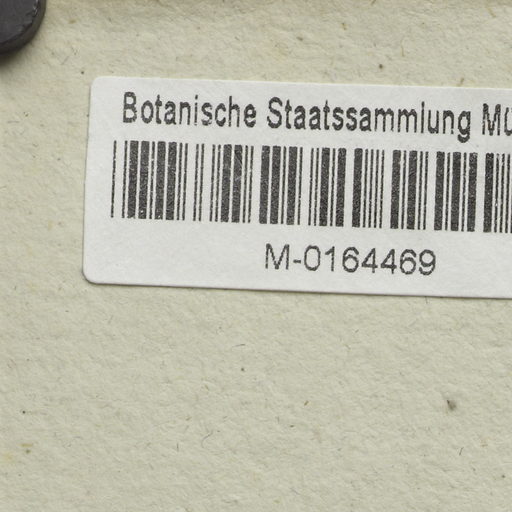 Botanische Staatssammlung Mü
M-0164469